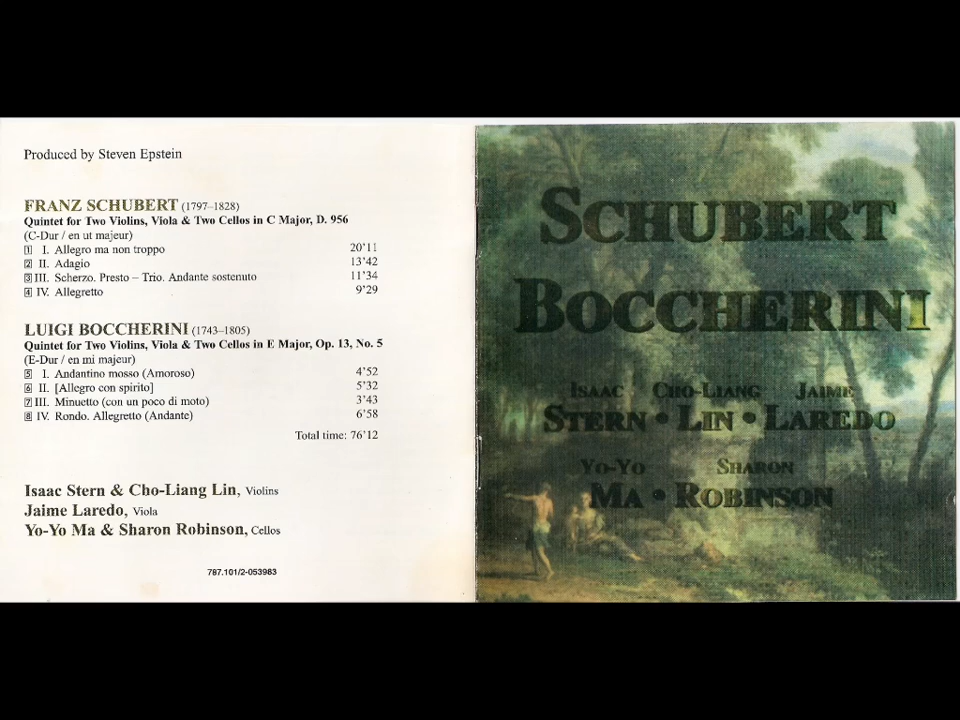 Produced by Steven Epstein
FRANZ SCHUBERT (1797–1828)
Quintet for Two Violins, Viola & Two Cellos in C Major, D. 956
(C-Dur / en ut majeur)
1 I. Allegro ma non troppo 20'11
2 II. Adagio 13'42
3 III. Scherzo. Presto – Trio. Andante sostenuto 11'34
4 IV. Allegretto 9'29
LUIGI BOCCHERINI (1743–1805)
Quintet for Two Violins, Viola & Two Cellos in E Major, Op. 13, No. 5
(E-Dur / en mi majeur)
5 I. Andantino mosso (Amoroso) 4'52
6 II. [Allegro con spirito] 5'32
7 III. Minuetto (con un poco di moto) 3'43
8 IV. Rondo. Allegretto (Andante) 6'58
Total time: 76'12
Isaac Stern & Cho-Liang Lin, Violins
Jaime Laredo, Viola
Yo-Yo Ma & Sharon Robinson, Cellos
787.101/2-053983
SCHUBERT
BOCCHERINI
ISAAC CHO-LIANG JAIME
STERN • LIN • LAREDO
YO-YO SHARON
MA • ROBINSON